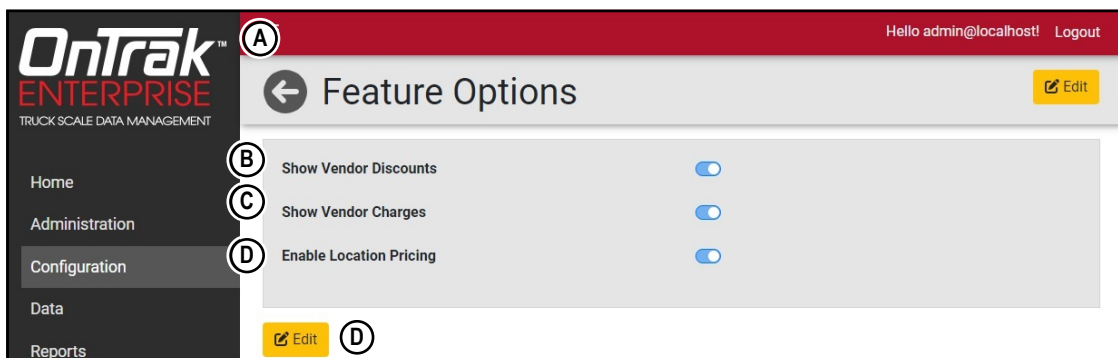 OnTrak™
ENTERPRISE
TRUCK SCALE DATA MANAGEMENT
A
Hello admin@localhost! Logout
Feature Options
Edit
Home
Administration
Configuration
Data
Reports
B Show Vendor Discounts
C Show Vendor Charges
D Enable Location Pricing
Edit D